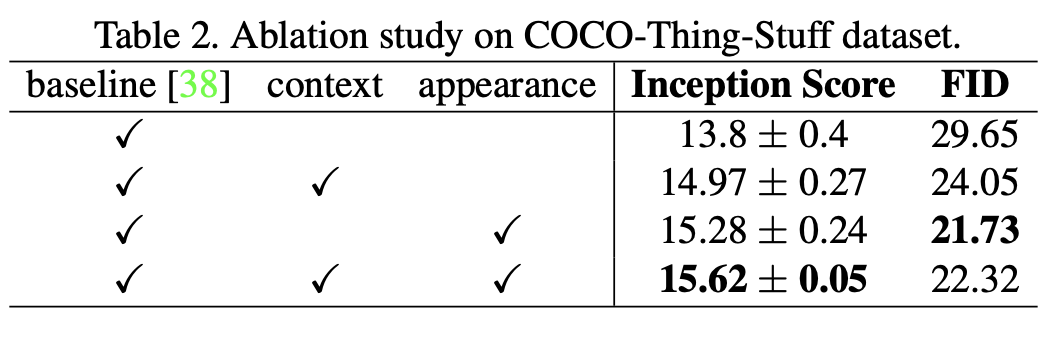 Table 2. Ablation study on COCO-Thing-Stuff dataset.
baseline [38] context appearance Inception Score FID
✓ 13.8 ± 0.4 29.65
✓ ✓ 14.97 ± 0.27 24.05
✓ ✓ 15.28 ± 0.24 21.73
✓ ✓ ✓ 15.62 ± 0.05 22.32